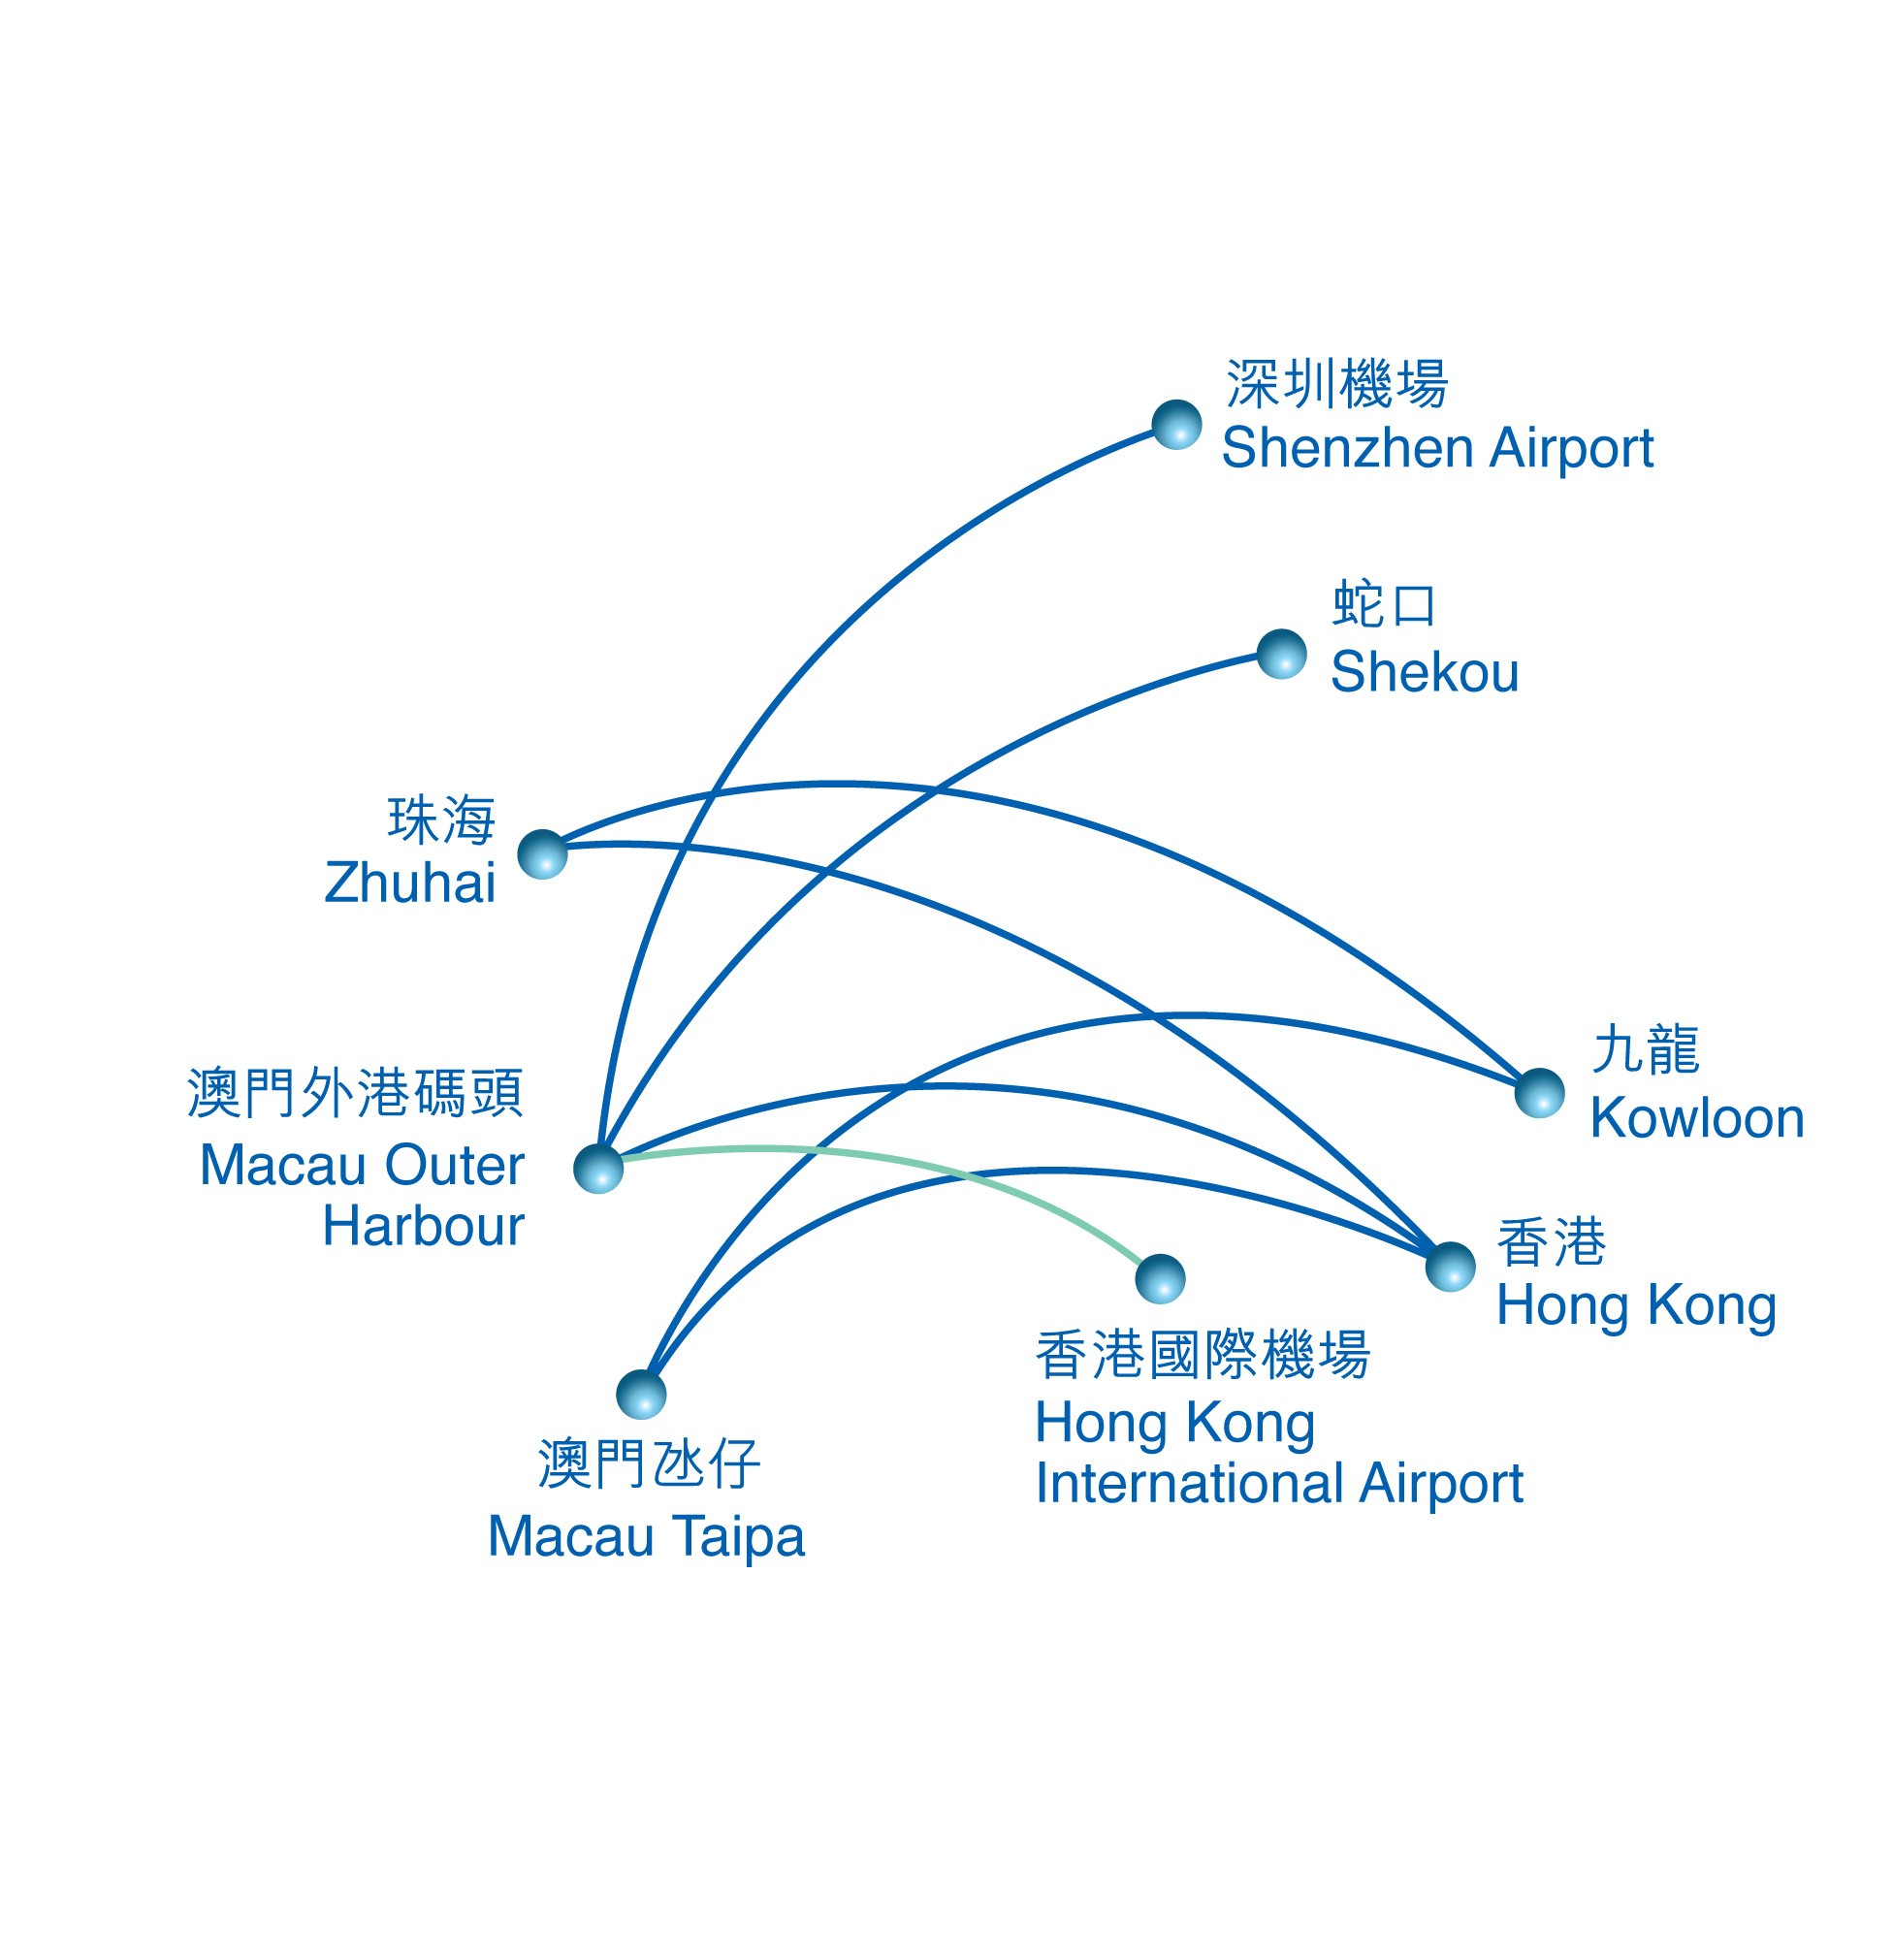 深圳機場
Shenzhen Airport
蛇口
Shekou
珠海
Zhuhai
九龍
Kowloon
澳門外港碼頭
Macau Outer
Harbour
香港
Hong Kong
香港國際機場
Hong Kong
International Airport
澳門氹仔
Macau Taipa